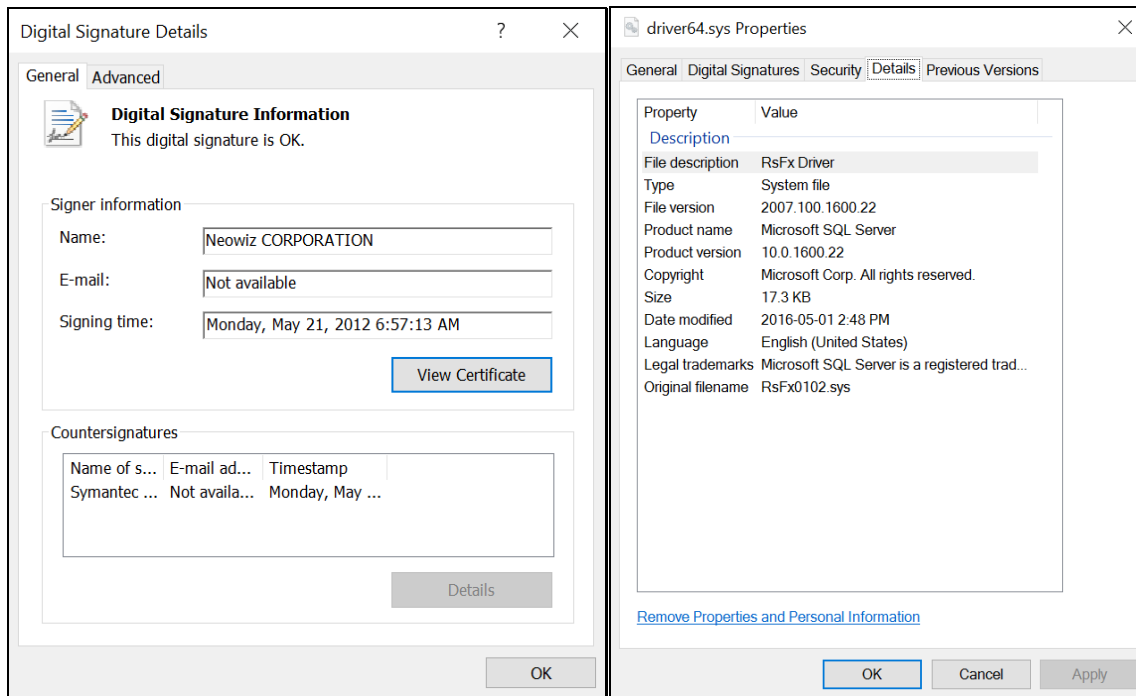 Digital Signature Details
?
General Advanced
Digital Signature Information
This digital signature is OK.
Signer information
Name: Neowiz CORPORATION
E-mail: Not available
Signing time: Monday, May 21, 2012 6:57:13 AM
View Certificate
Countersignatures
Name of s... E-mail ad... Timestamp
Symantec ... Not availa... Monday, May ...
Details
OK
driver64.sys Properties
General Digital Signatures Security Details Previous Versions
Property Value
Description
File description RsFx Driver
Type System file
File version 2007.100.1600.22
Product name Microsoft SQL Server
Product version 10.0.1600.22
Copyright Microsoft Corp. All rights reserved.
Size 17.3 KB
Date modified 2016-05-01 2:48 PM
Language English (United States)
Legal trademarks Microsoft SQL Server is a registered trad...
Original filename RsFx0102.sys
Remove Properties and Personal Information
OK Cancel Apply